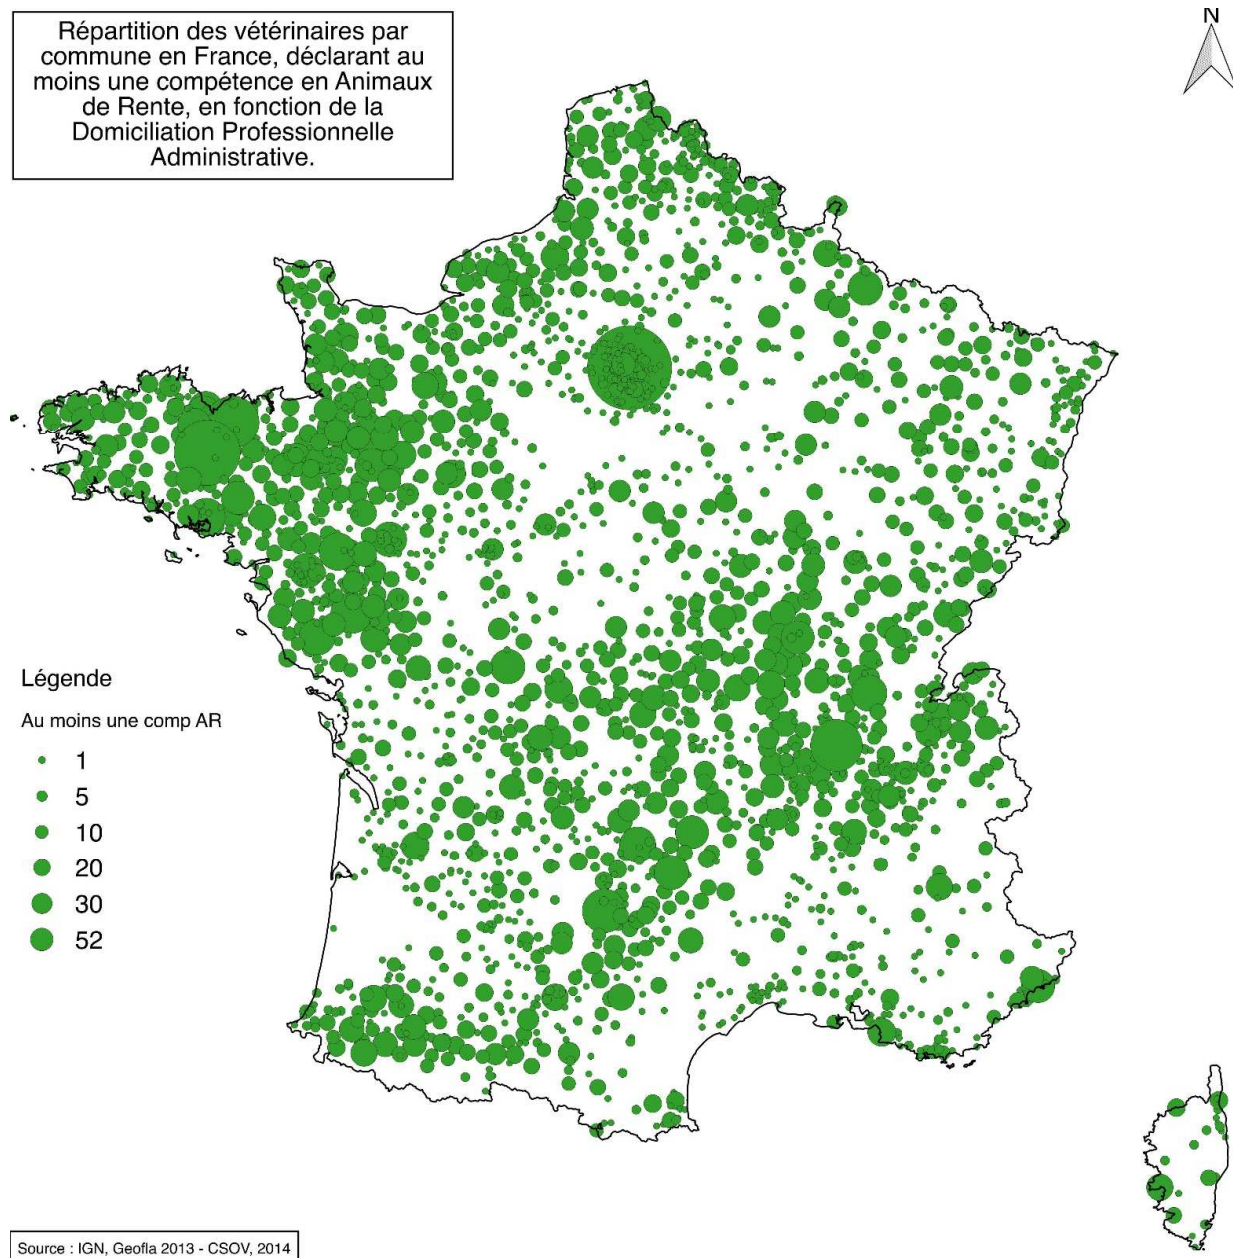 Répartition des vétérinaires par
commune en France, déclarant au
moins une compétence en Animaux
de Rente, en fonction de la
Domiciliation Professionnelle
Administrative.
N
Légende
Au moins une comp AR
1
5
10
20
30
52
Source : IGN, Geofla 2013 - CSOV, 2014